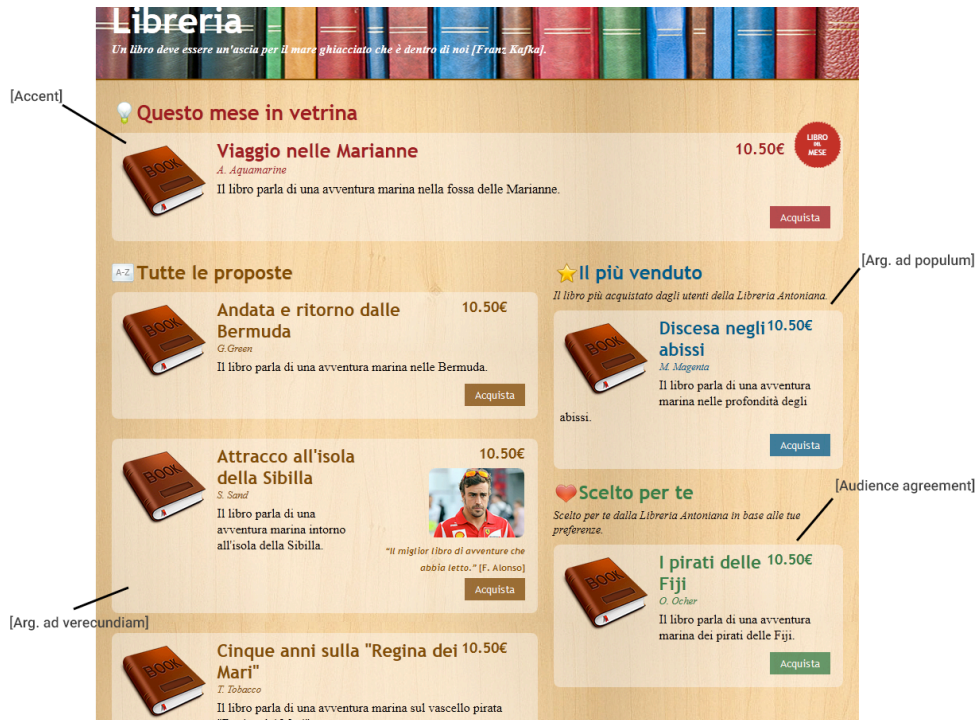 Libreria
Un libro deve essere un'ascia per il mare ghiacciato che è dentro di noi [Franz Kafka].
[Accent]
Questo mese in vetrina
BOOK
Viaggio nelle Marianne
10.50€
LIBRO
DEL
MESE
A. Aquamarine
Il libro parla di una avventura marina nella fossa delle Marianne.
Acquista
A-Z Tutte le proposte
BOOK
Andata e ritorno dalle
Bermuda
10.50€
G.Green
Il libro parla di una avventura marina nelle Bermuda.
Acquista
BOOK
Attracco all'isola
della Sibilla
10.50€
S. Sand
Il libro parla di una
avventura marina intorno
all'isola della Sibilla.
"Il miglior libro di avventure che
abbia letto." [F. Alonso]
Acquista
[Arg. ad verecundiam]
BOOK
Cinque anni sulla "Regina dei
Mari"
10.50€
T. Tobacco
Il libro parla di una avventura marina sul vascello pirata
"Regina dei Mari".
[Arg. ad populum]
Il più venduto
Il libro più acquistato dagli utenti della Libreria Antoniana.
BOOK
Discesa negli
abissi
10.50€
M. Magenta
Il libro parla di una avventura
marina nelle profondità degli
abissi.
Acquista
[Audience agreement]
Scelto per te
Scelto per te dalla Libreria Antoniana in base alle tue
preferenze.
BOOK
I pirati delle
Fiji
10.50€
O. Ocher
Il libro parla di una avventura
marina dei pirati delle Fiji.
Acquista